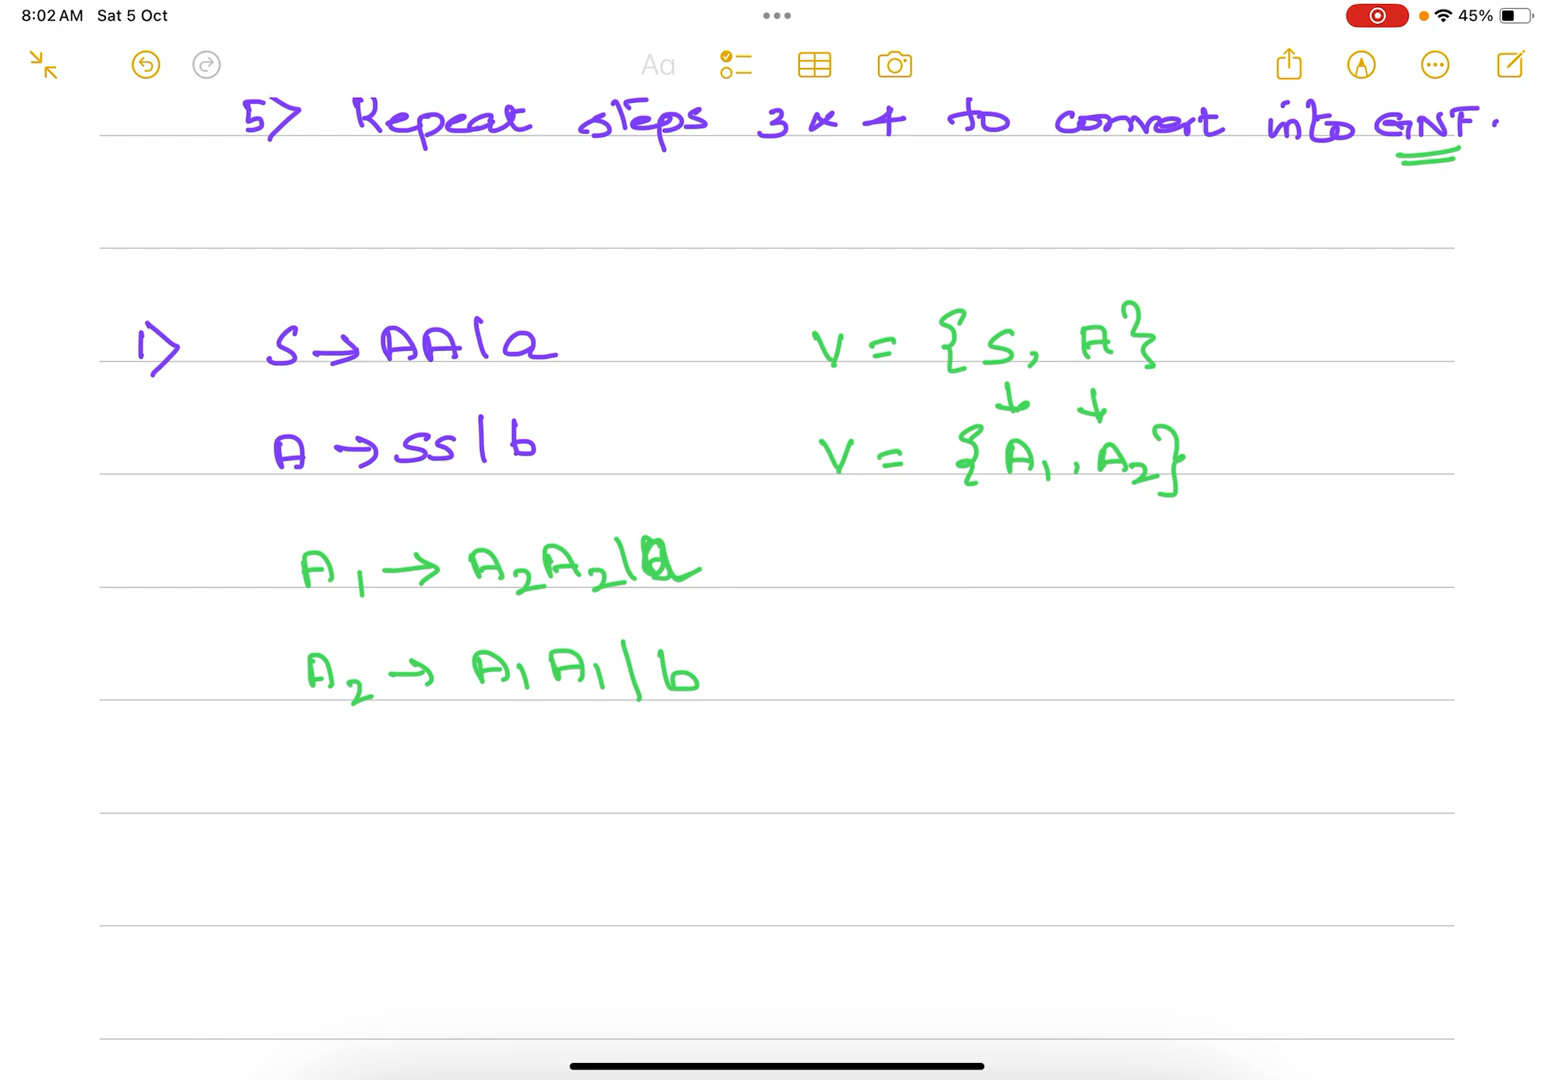 8:02 AM Sat 5 Oct
45%
Aa
5> Repeat steps 3 & 4 to convert into GNF.
1> S → AA | a
V = {S, A}
↓ ↓
A → SS | b
V = {A₁, A₂}
A₁ → A₂A₂ | a
A₂ → A₁A₁ | b